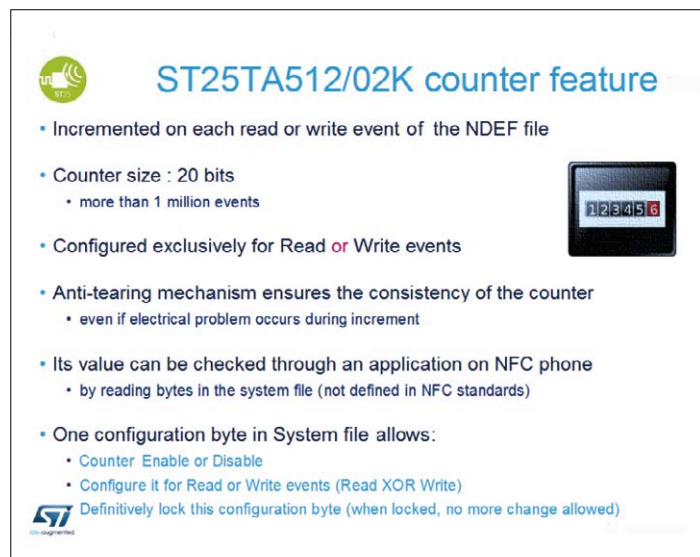 ST25
ST25TA512/02K counter feature
• Incremented on each read or write event of the NDEF file
• Counter size : 20 bits
• more than 1 million events
123456
• Configured exclusively for Read or Write events
• Anti-tearing mechanism ensures the consistency of the counter
• even if electrical problem occurs during increment
• Its value can be checked through an application on NFC phone
• by reading bytes in the system file (not defined in NFC standards)
• One configuration byte in System file allows:
• Counter Enable or Disable
• Configure it for Read or Write events (Read XOR Write)
Definitively lock this configuration byte (when locked, no more change allowed)
ST
life.augmented